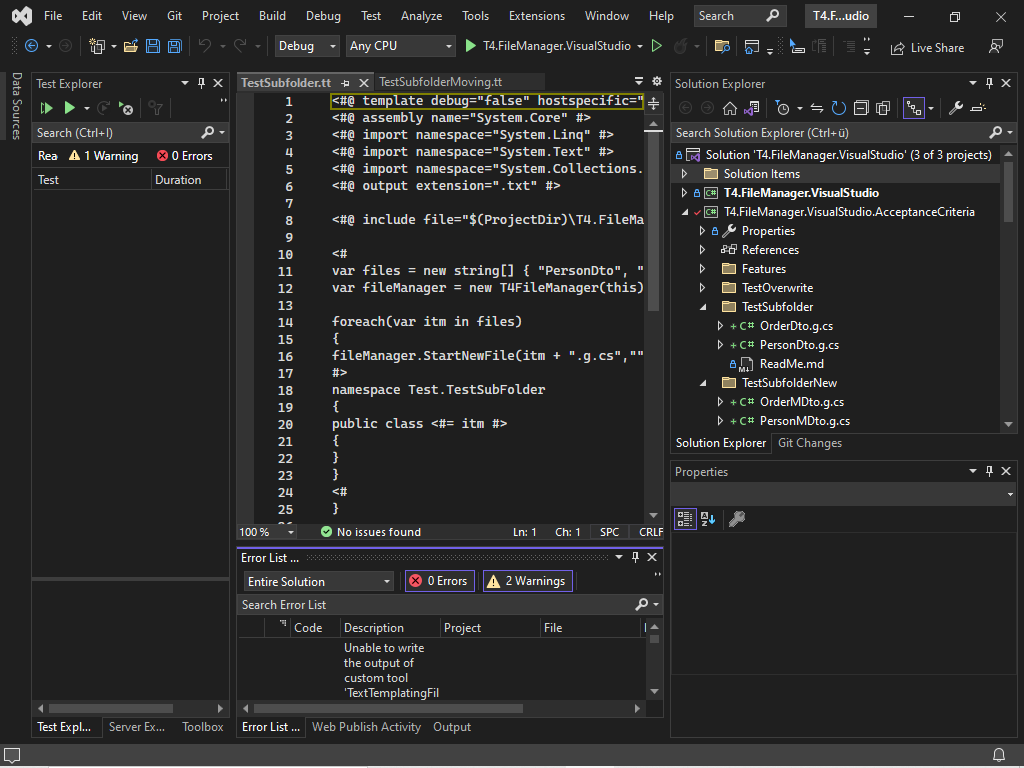 File Edit View Git Project Build Debug Test Analyze Tools Extensions Window Help Search T4.F...udio
Debug Any CPU T4.FileManager.VisualStudio Live Share
Data Sources
Test Explorer
Search (Ctrl+I)
Rea 1 Warning 0 Errors
Test Duration
Test Expl... Server Ex... Toolbox
TestSubfolder.tt TestSubfolderMoving.tt
1 <#@ template debug="false" hostspecific="
2 <#@ assembly name="System.Core" #>
3 <#@ import namespace="System.Linq" #>
4 <#@ import namespace="System.Text" #>
5 <#@ import namespace="System.Collections.
6 <#@ output extension=".txt" #>
7
8 <#@ include file="$(ProjectDir)\T4.FileMa
9
10 <#
11 var files = new string[] { "PersonDto", "
12 var fileManager = new T4FileManager(this)
13
14 foreach(var itm in files)
15 {
16 fileManager.StartNewFile(itm + ".g.cs",""
17 #>
18 namespace Test.TestSubFolder
19 {
20 public class <#= itm #>
21 {
22 }
23 }
24 <#
25 }
100 % No issues found Ln: 1 Ch: 1 SPC CRLF
Error List ...
Entire Solution 0 Errors 2 Warnings
Search Error List
Code Description Project File
Unable to write
the output of
custom tool
'TextTemplatingFil
Error List ... Web Publish Activity Output
Solution Explorer
Search Solution Explorer (Ctrl+ü)
Solution 'T4.FileManager.VisualStudio' (3 of 3 projects)
Solution Items
T4.FileManager.VisualStudio
T4.FileManager.VisualStudio.AcceptanceCriteria
Properties
References
Features
TestOverwrite
TestSubfolder
C# OrderDto.g.cs
C# PersonDto.g.cs
ReadMe.md
TestSubfolderNew
C# OrderMDto.g.cs
C# PersonMDto.g.cs
Solution Explorer Git Changes
Properties